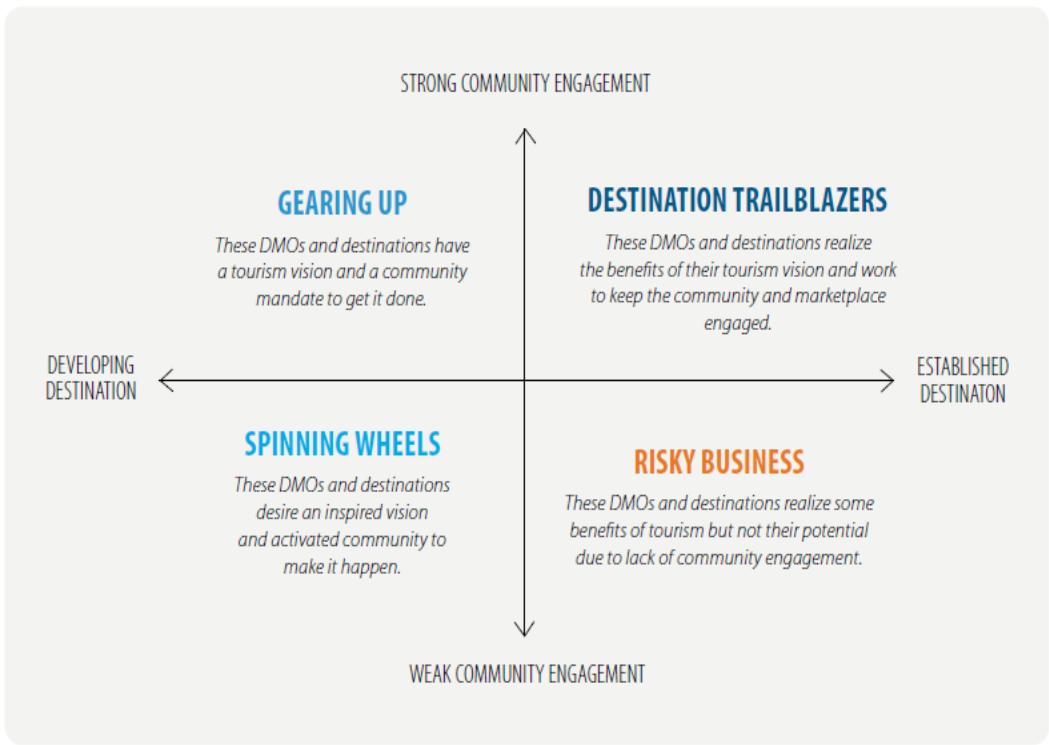 STRONG COMMUNITY ENGAGEMENT
GEARING UP
These DMOs and destinations have
a tourism vision and a community
mandate to get it done.
DESTINATION TRAILBLAZERS
These DMOs and destinations realize
the benefits of their tourism vision and work
to keep the community and marketplace
engaged.
DEVELOPING
DESTINATION
ESTABLISHED
DESTINATON
SPINNING WHEELS
These DMOs and destinations
desire an inspired vision
and activated community to
make it happen.
RISKY BUSINESS
These DMOs and destinations realize some
benefits of tourism but not their potential
due to lack of community engagement.
WEAK COMMUNITY ENGAGEMENT